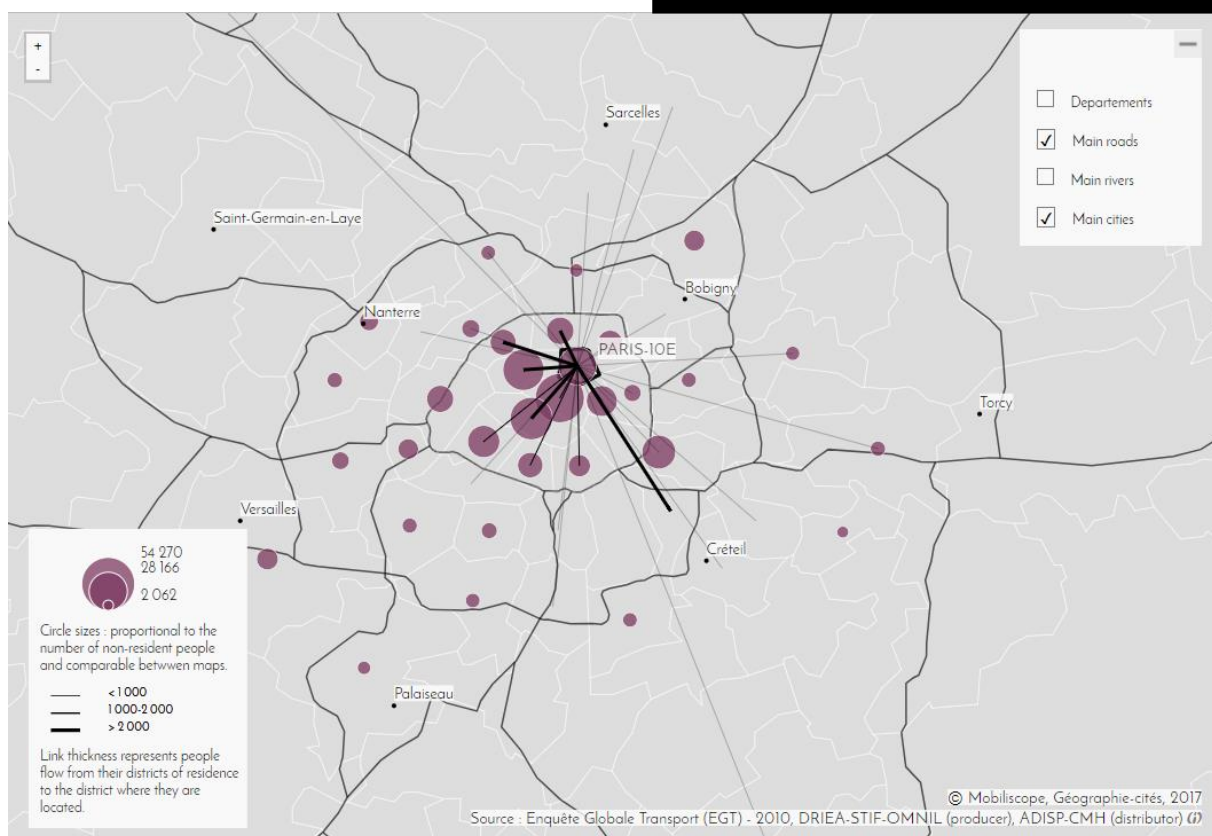 +
-
Departements
Main roads
Main rivers
Main cities
Sarcelles
Saint-Germain-en-Laye
Bobigny
Nanterre
PARIS-10E
Torcy
Versailles
Créteil
Palaiseau
54 270
28 166
2 062
Circle sizes : proportional to the
number of non-resident people
and comparable betwwen maps.
<1 000
1 000-2 000
> 2 000
Link thickness represents people
flow from their districts of residence
to the district where they are
located.
© Mobiliscope, Géographie-cités, 2017
Source : Enquête Globale Transport (EGT) - 2010, DRIEA-STIF-OMNIL (producer), ADISP-CMH (distributor)